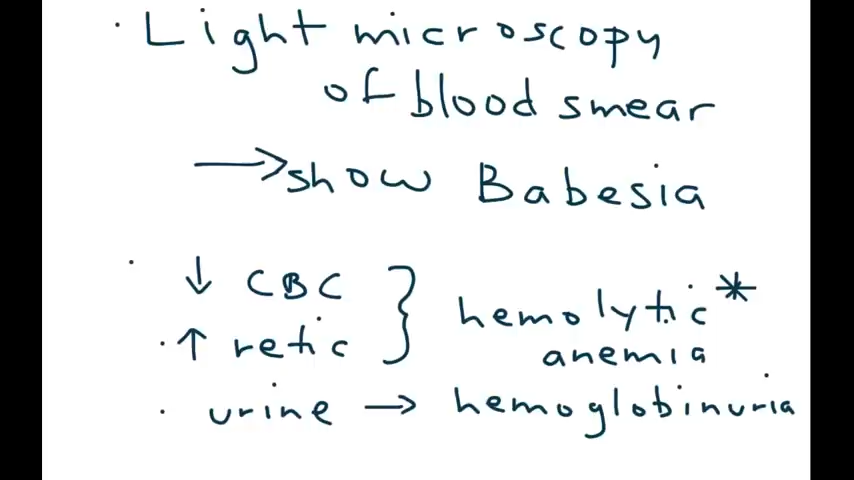 · Light microscopy
of blood smear
→ show Babesia
· ↓ CBC } hemolytic*
· ↑ retic anemia
· urine → hemoglobinuria